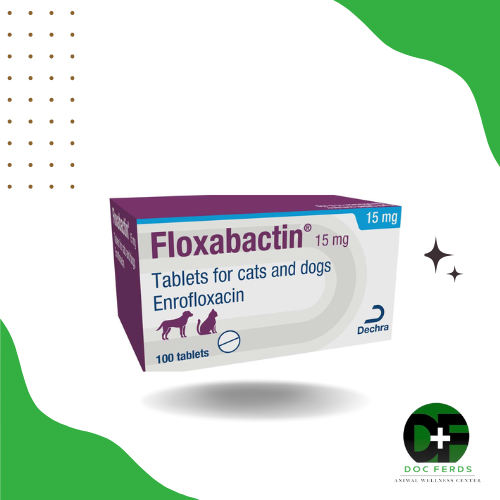 15 mg
Floxabactin® 15 mg
Tablets for cats and dogs
Enrofloxacin
100 tablets
Dechra
Floxabactin®
D+F
DOC FERDS
ANIMAL WELLNESS CENTER